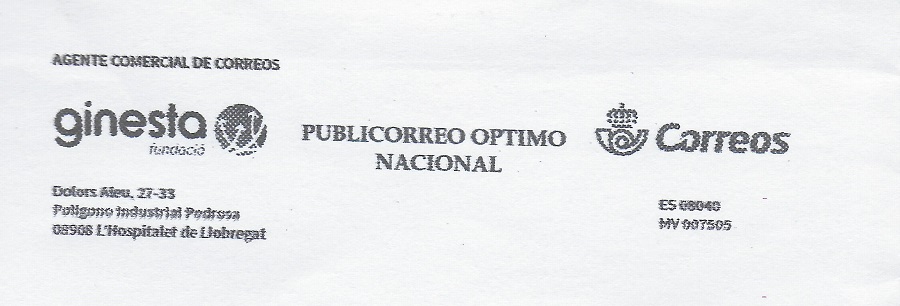 AGENTE COMERCIAL DE CORREOS
ginesta
fundació
PUBLICORREO OPTIMO
NACIONAL
Correos
Dolors Aleu, 27-33
Poligono Industrial Pedrosa
08908 L'Hospitalet de Llobregat
ES 08040
MV 007505